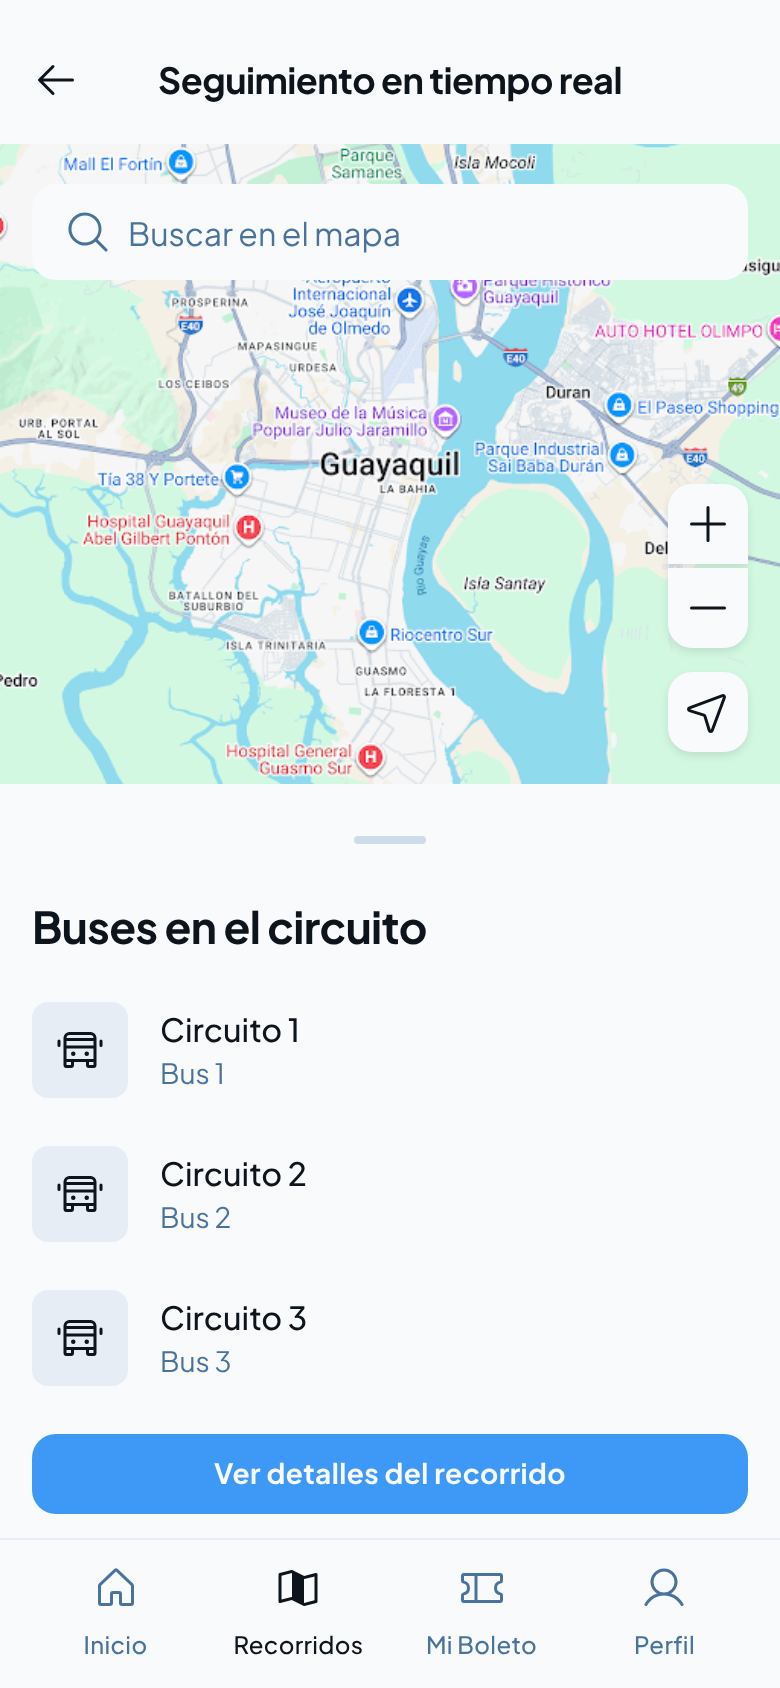 Seguimiento en tiempo real
Mall El Fortín
Parque
Samanes
Isla Mocoli
Buscar en el mapa
Aeropuerto
Internacional
José Joaquín
de Olmedo
Parque Histórico
Guayaquil
PROSPERINA
E40
MAPASINGUE
URDESA
LOS CEIBOS
AUTO HOTEL OLIMPO
E40
49
Duran
El Paseo Shopping
URB. PORTAL
AL SOL
Museo de la Música
Popular Julio Jaramillo
Parque Industrial
Sai Baba Durán
E40
Guayaquil
LA BAHIA
Tía 38 Y Portete
Hospital Guayaquil
Abel Gilbert Pontón
H
Del
Río Guayas
Isla Santay
BATALLON DEL
SUBURBIO
Riocentro Sur
ISLA TRINITARIA
GUASMO
LA FLORESTA 1
Pedro
Hospital General
Guasmo Sur
H
Buses en el circuito
Circuito 1
Bus 1
Circuito 2
Bus 2
Circuito 3
Bus 3
Ver detalles del recorrido
Inicio
Recorridos
Mi Boleto
Perfil